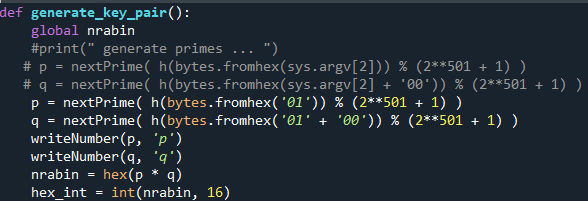 def generate_key_pair():
    global nrabin
    #print(" generate primes ... ")
   # p = nextPrime( h(bytes.fromhex(sys.argv[2])) % (2**501 + 1) )
   # q = nextPrime( h(bytes.fromhex(sys.argv[2] + '00')) % (2**501 + 1) )
    p = nextPrime( h(bytes.fromhex('01')) % (2**501 + 1) )
    q = nextPrime( h(bytes.fromhex('01' + '00')) % (2**501 + 1) )
    writeNumber(p, 'p')
    writeNumber(q, 'q')
    nrabin = hex(p * q)
    hex_int = int(nrabin, 16)